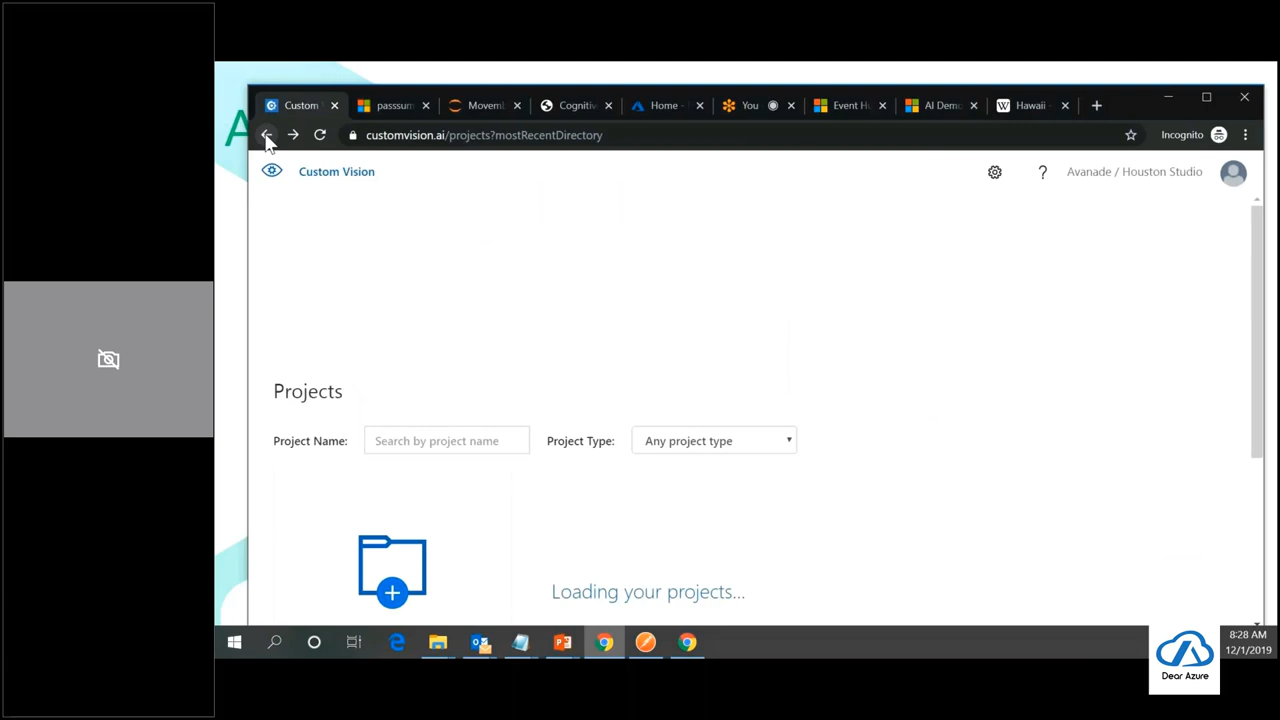 A
Custom
passsum
Movemb
Cognitiv
Home -
You
Event Hu
AI Demo
Hawaii -
customvision.ai/projects?mostRecentDirectory
Incognito
Custom Vision
?
Avanade / Houston Studio
Projects
Project Name:
Search by project name
Project Type:
Any project type
Loading your projects...
8:28 AM
12/1/2019
Dear Azure